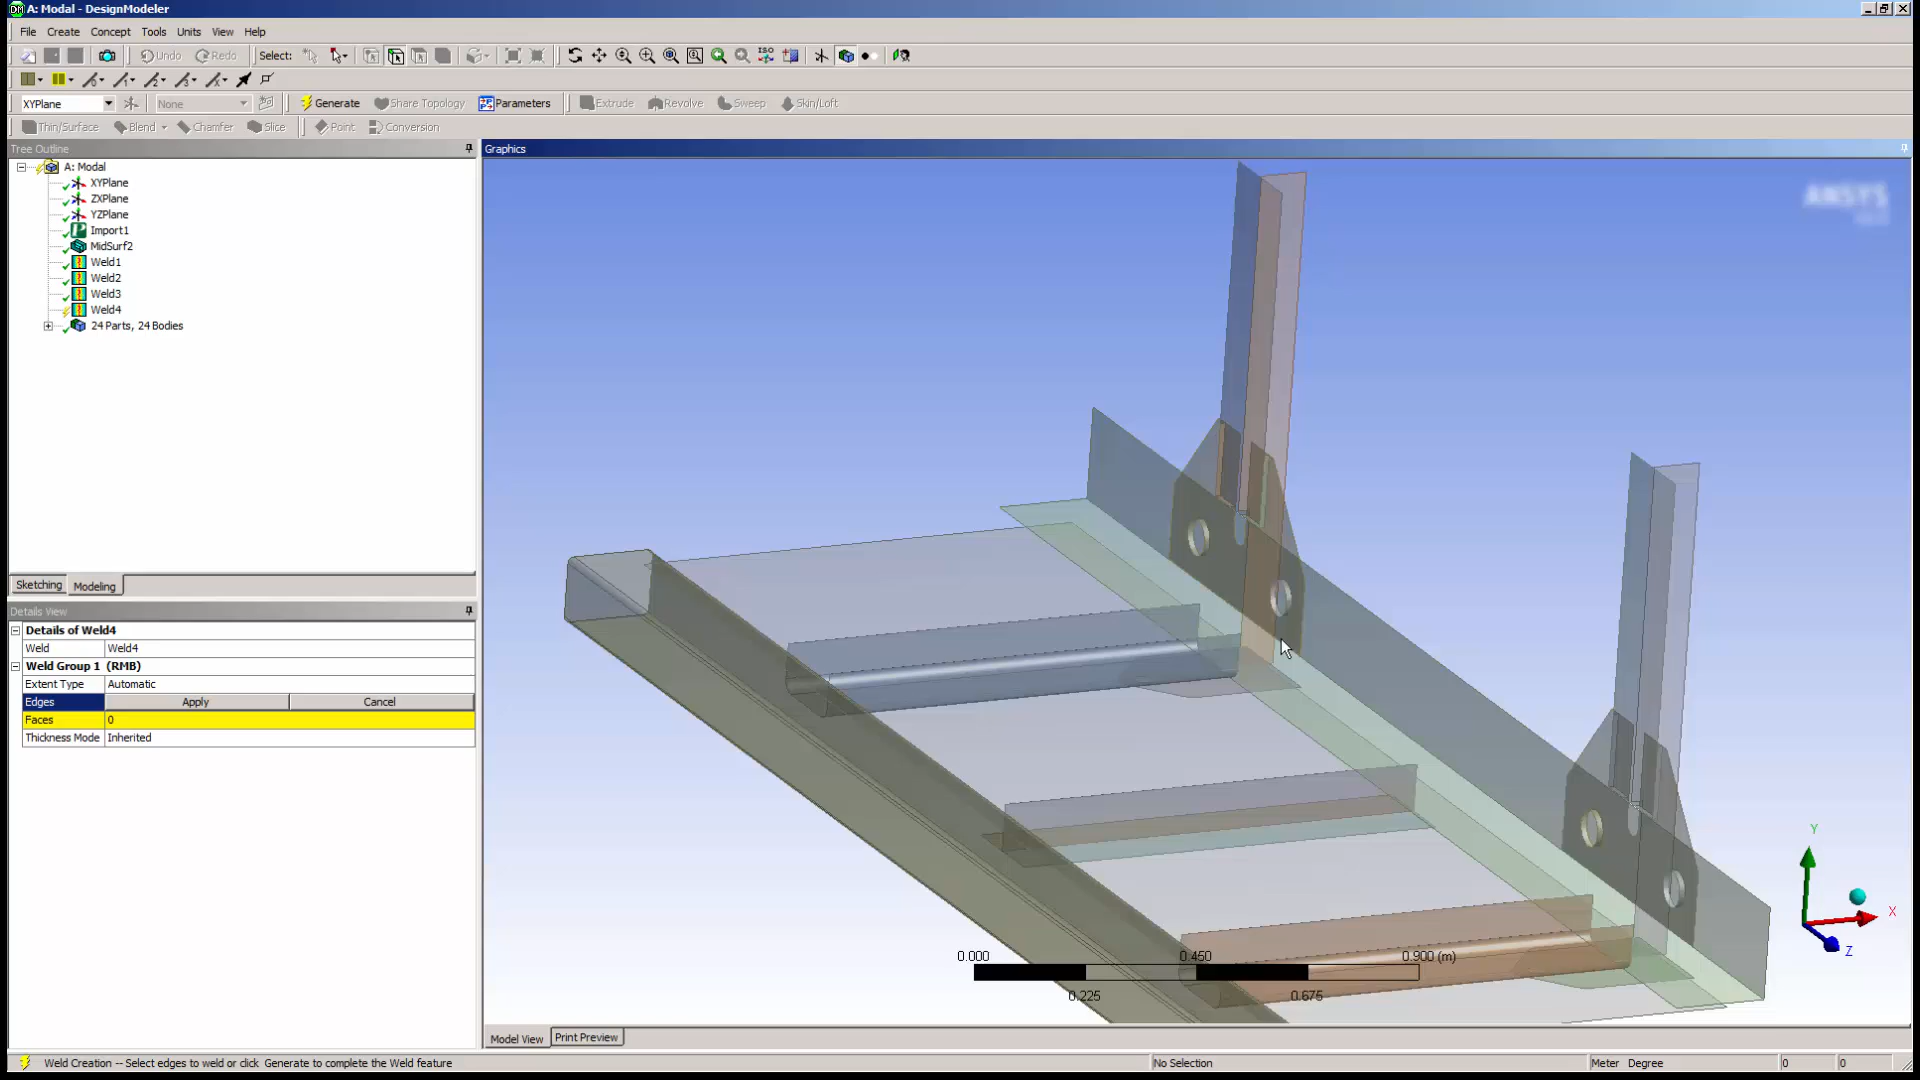 A: Modal - DesignModeler
File Create Concept Tools Units View Help
Undo Redo Select: ISO
XYPlane None Generate Share Topology Parameters Extrude Revolve Sweep Skin/Loft
Thin/Surface Blend Chamfer Slice Point Conversion
Tree Outline
A: Modal
XYPlane
ZXPlane
YZPlane
Import1
MidSurf2
Weld1
Weld2
Weld3
Weld4
24 Parts, 24 Bodies
Sketching Modeling
Details View
Details of Weld4
Weld Weld4
Weld Group 1 (RMB)
Extent Type Automatic
Edges Apply Cancel
Faces 0
Thickness Mode Inherited
Graphics
ANSYS
0.000 0.450 0.900 (m)
0.225 0.675
Y
X
Z
Model View Print Preview
Weld Creation -- Select edges to weld or click Generate to complete the Weld feature No Selection Meter Degree 0 0